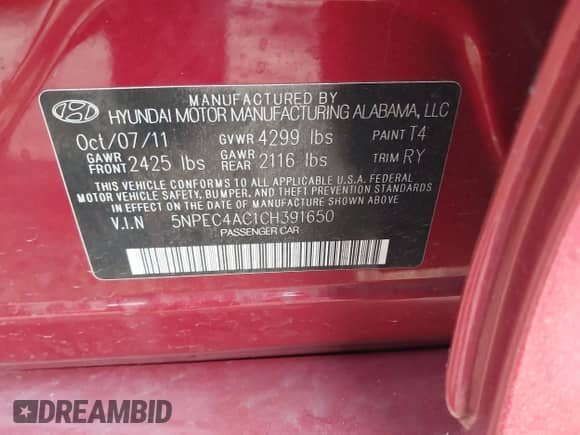 MANUFACTURED BY
HYUNDAI MOTOR MANUFACTURING ALABAMA, LLC
Oct/07/11 GVWR 4299 lbs PAINT T4
GAWR FRONT 2425 lbs GAWR REAR 2116 lbs TRIM RY
THIS VEHICLE CONFORMS TO ALL APPLICABLE U.S.A. FEDERAL
MOTOR VEHICLE SAFETY, BUMPER, AND THEFT PREVENTION STANDARDS
IN EFFECT ON THE DATE OF MANUFACTURE SHOWN ABOVE.
V.I.N 5NPEC4AC1CH391650
PASSENGER CAR
DREAMBID